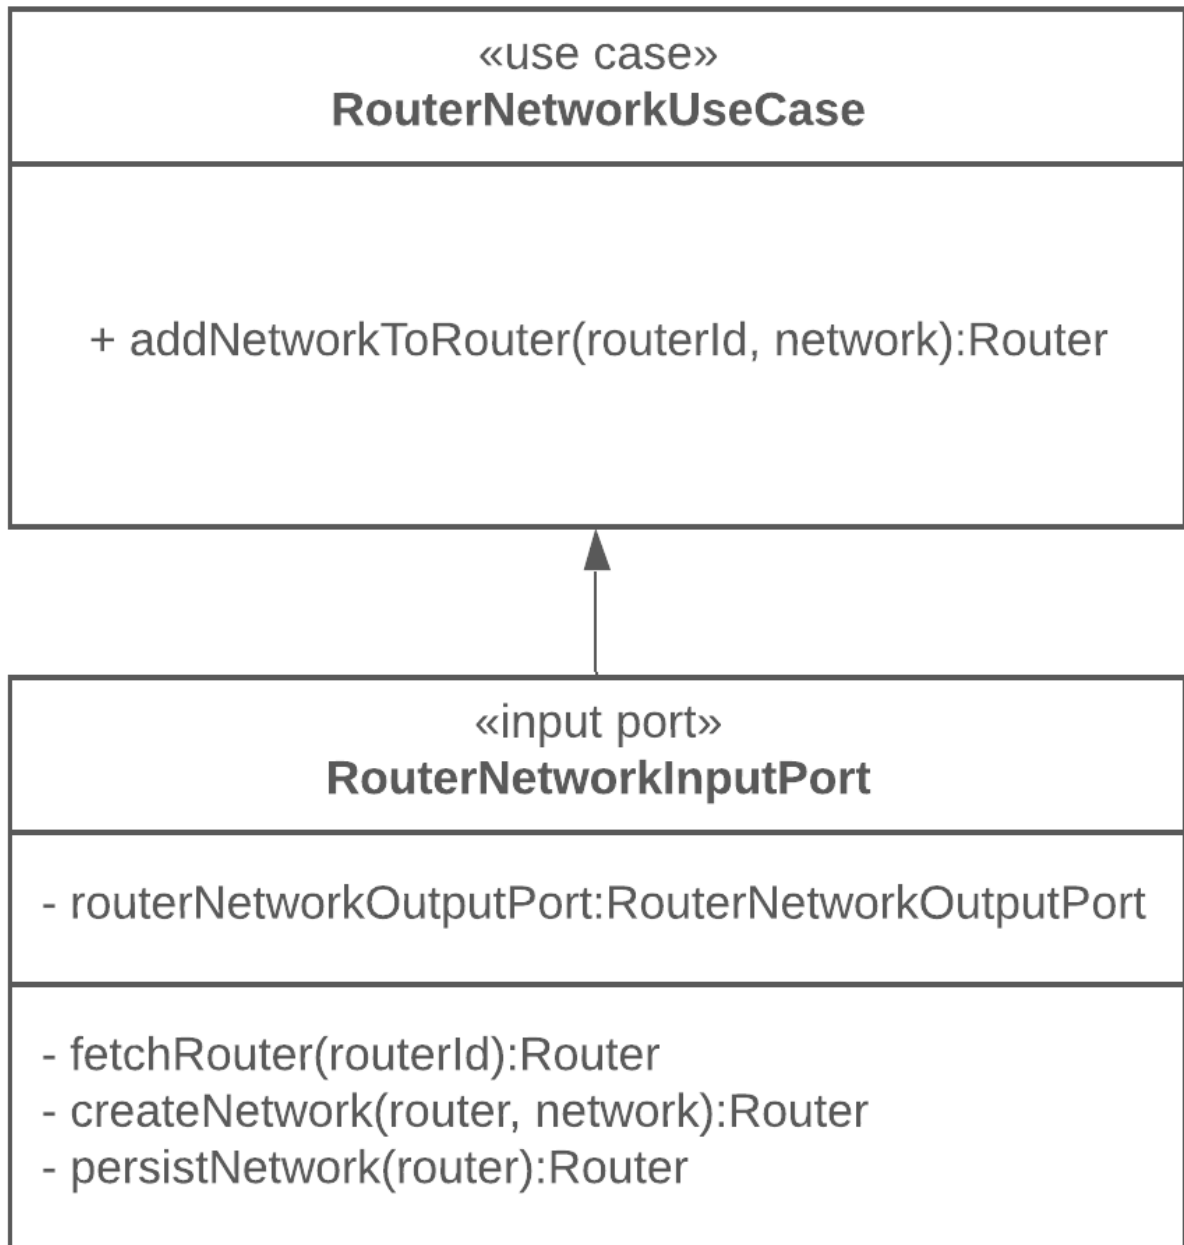 «use case»
RouterNetworkUseCase
+ addNetworkToRouter(routerId, network):Router
«input port»
RouterNetworkInputPort
- routerNetworkOutputPort:RouterNetworkOutputPort
- fetchRouter(routerId):Router
- createNetwork(router, network):Router
- persistNetwork(router):Router